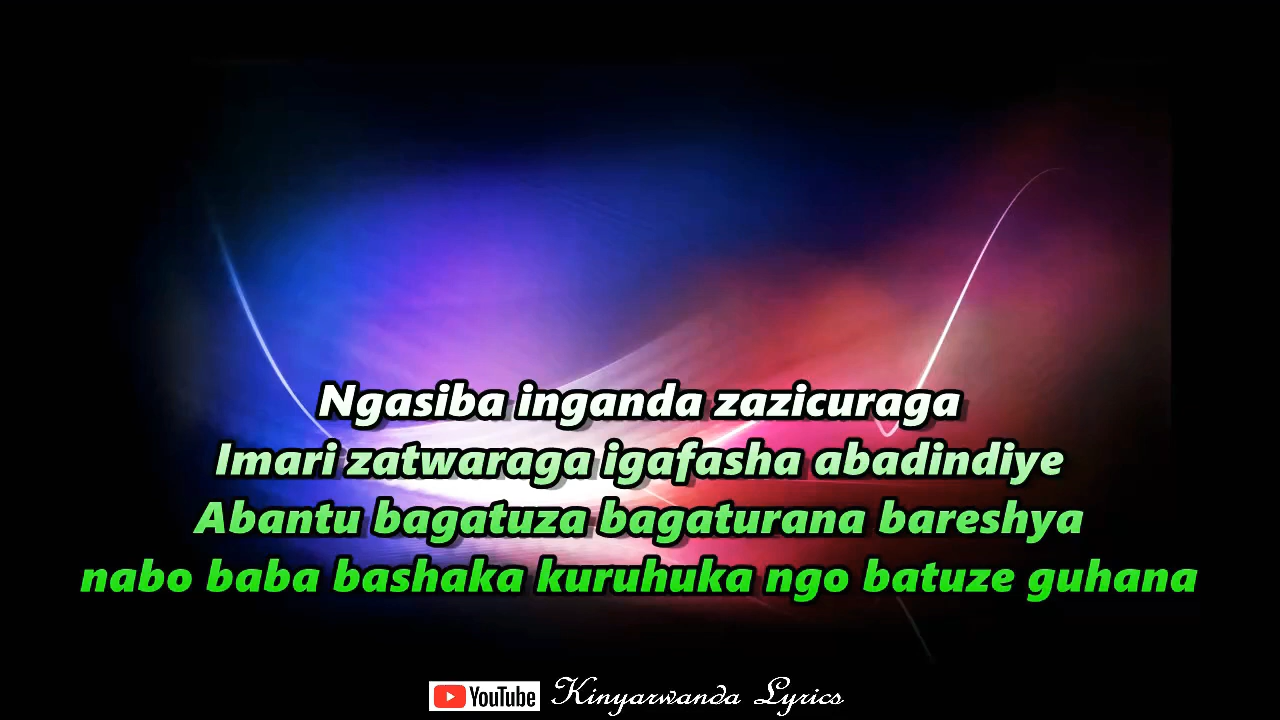 Ngasiba inganda zazicuraga
Imari zatwaraga igafasha abadindiye
Abantu bagatuza bagaturana bareshya
nabo baba bashaka kuruhuka ngo batuze guhana
YouTube Kinyarwanda Lyrics